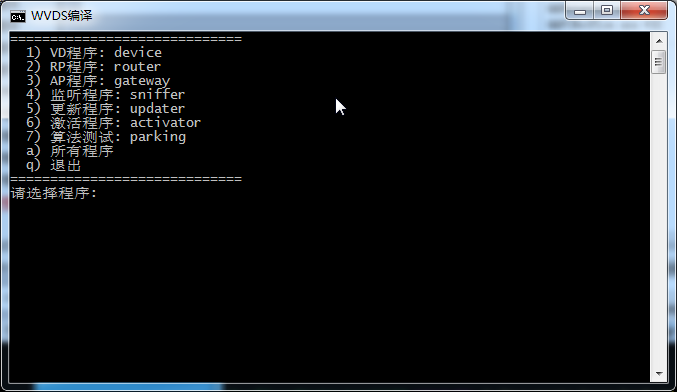 WVDS编译
==============================
1) VD程序: device
2) RP程序: router
3) AP程序: gateway
4) 监听程序: sniffer
5) 更新程序: updater
6) 激活程序: activator
7) 算法测试: parking
a) 所有程序
q) 退出
==============================
请选择程序: